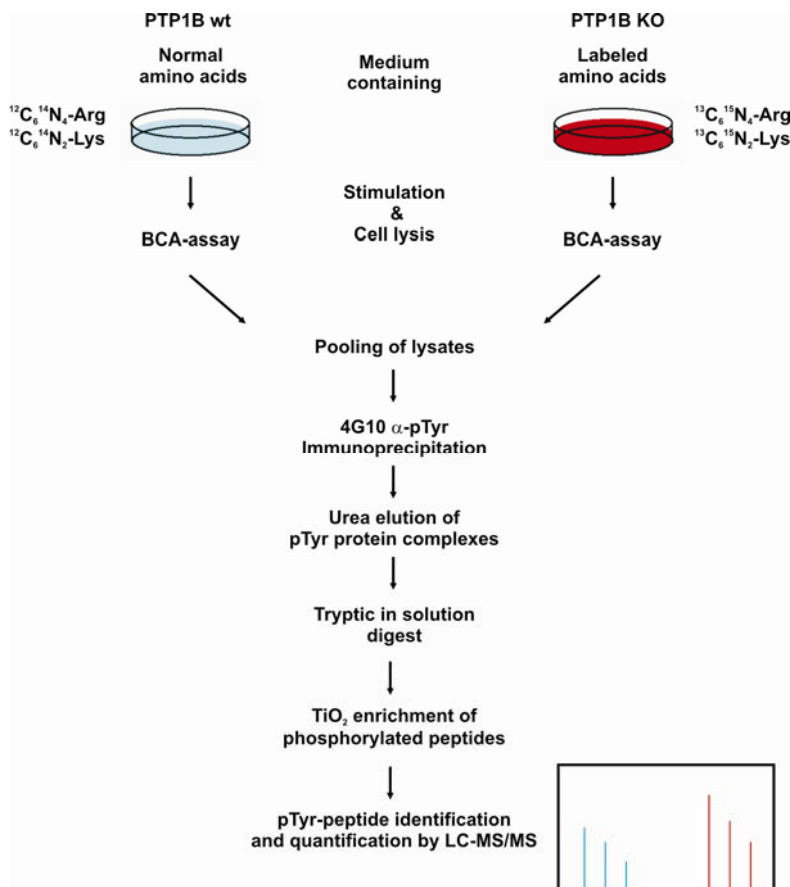 PTP1B wt
PTP1B KO
Normal
amino acids
Medium
containing
Labeled
amino acids
¹²C₆¹⁴N₄-Arg
¹²C₆¹⁴N₂-Lys
¹³C₆¹⁵N₄-Arg
¹³C₆¹⁵N₂-Lys
Stimulation
&
Cell lysis
BCA-assay
BCA-assay
Pooling of lysates
4G10 α-pTyr
Immunoprecipitation
Urea elution of
pTyr protein complexes
Tryptic in solution
digest
TiO₂ enrichment of
phosphorylated peptides
pTyr-peptide identification
and quantification by LC-MS/MS